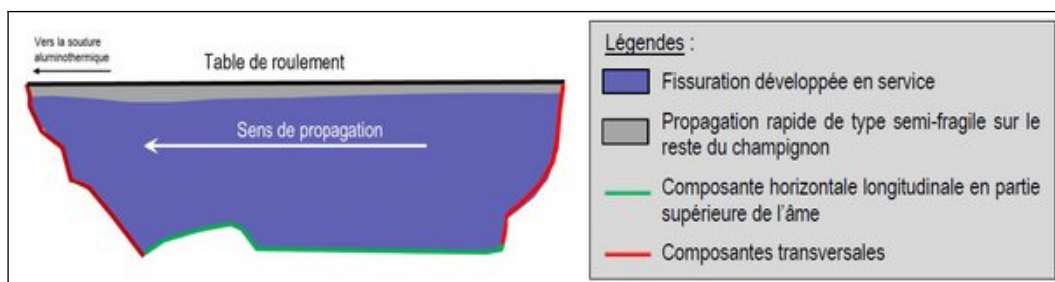 Vers la souture
aluminothermique
Table de roulement
Sens de propagation
Légendes :
Fissuration développée en service
Propagation rapide de type semi-fragile sur le
reste du champignon
Composante horizontale longitudinale en partie
supérieure de l'âme
Composantes transversales